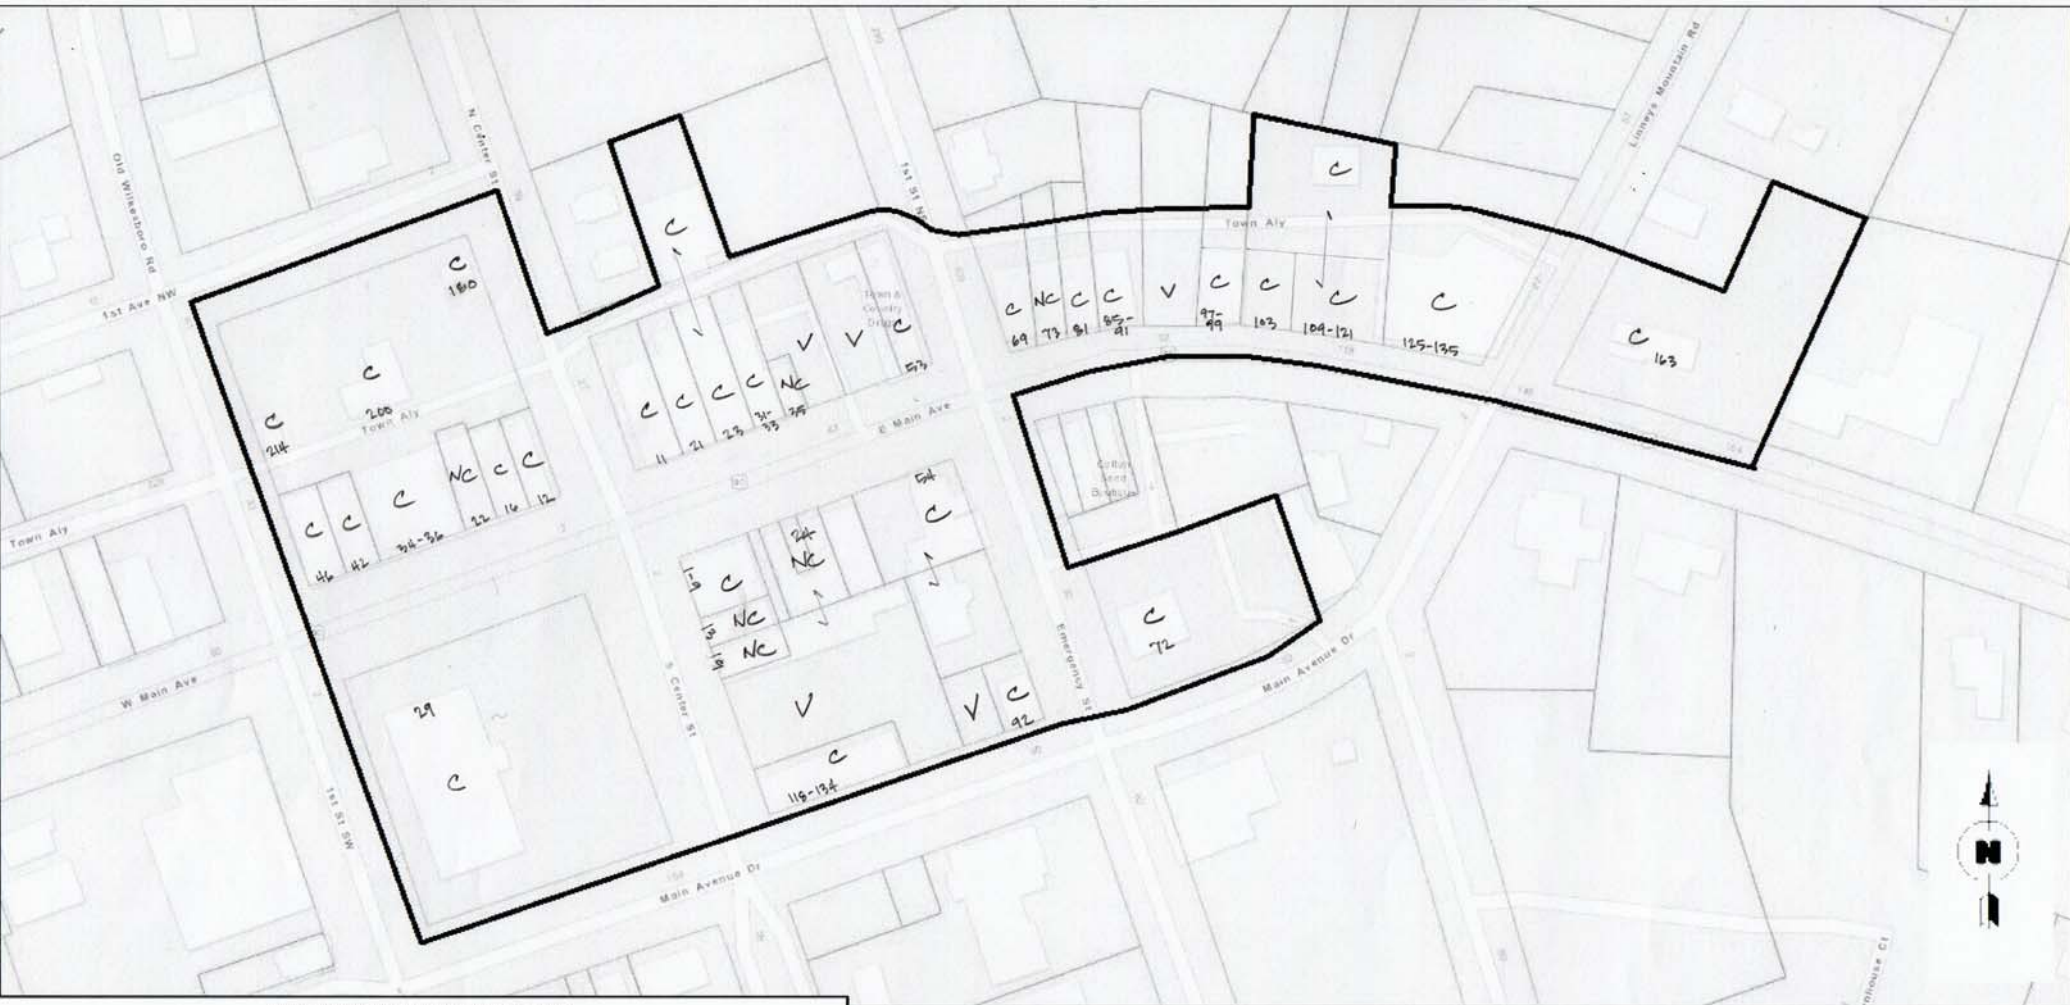 N Center St
Old Wilkesboro Rd
1st Ave NW
1st St NE
Linneys Mountain Rd
C
180
C
200
C
214
Town Aly
C
C
Town Aly
C
46
C
42
C
34-36
NC
22
C
16
C
12
C
11
C
21
C
23
C
31-
33
NC
35
V
V
Town &
Country
Drugs
C
53
E Main Ave
C
69
NC
73
C
81
C
85-
91
V
C
97-
99
C
103
C
109-121
C
125-135
C
163
Town Aly
W Main Ave
1st St SW
29
C
S Center St
1-9
C
13
NC
19
NC
24
NC
54
C
V
V
C
92
C
118-134
Emergency St
C
72
Main Avenue Dr
Main Avenue Dr
N